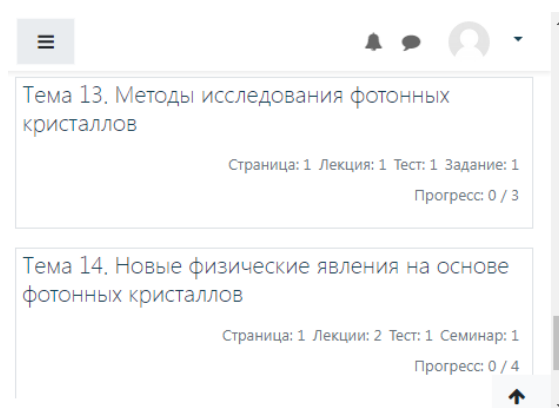 Тема 13. Методы исследования фотонных
кристаллов
Страница: 1 Лекция: 1 Тест: 1 Задание: 1
Прогресс: 0 / 3
Тема 14. Новые физические явления на основе
фотонных кристаллов
Страница: 1 Лекции: 2 Тест: 1 Семинар: 1
Прогресс: 0 / 4